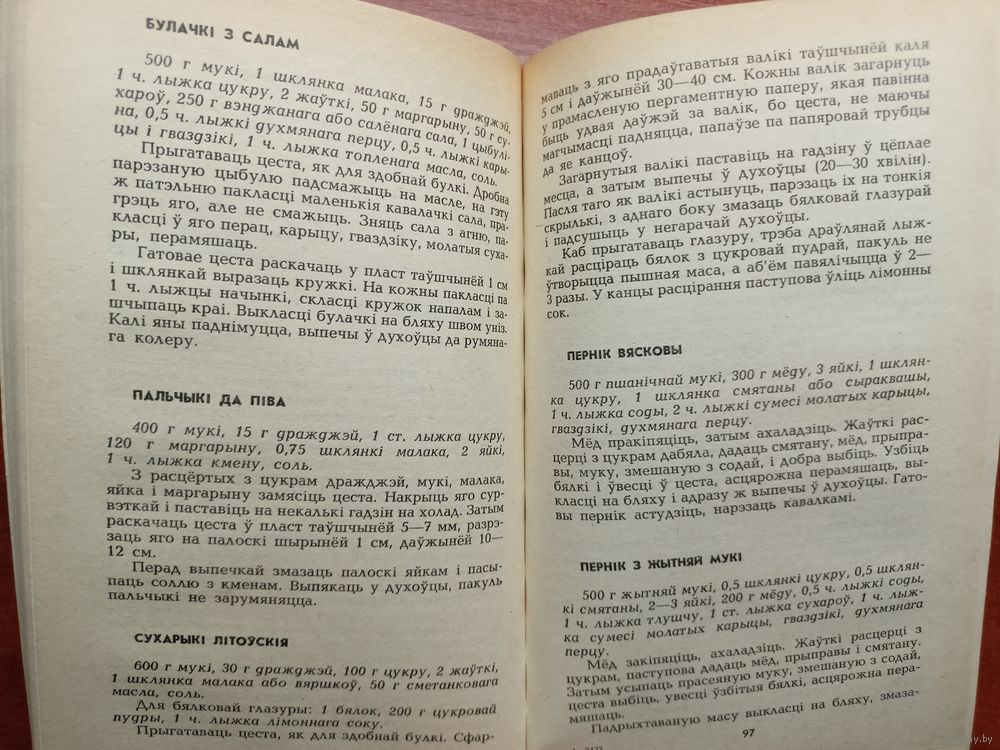 БУЛАЧКІ З САЛАМ
500 г мукі, 1 шклянка малака, 15 г дражджэй,
1 ч. лыжка цукру, 2 жаўткі, 50 г маргарыну, 50 г су-
хароў, 250 г вэнджанага або салёнага сала, 1 цыбулі-
на, 0,5 ч. лыжкі духмянага перцу, 0,5 ч. лыжкі кары-
цы і гваздзікі, 1 ч. лыжка топленага масла, соль.
Прыгатаваць цеста, як для здобнай булкі. Дробна
парэзаную цыбулю падсмажыць на масле, на гэту
ж патэльню пакласці маленькія кавалачкі сала, пра-
грэць яго, але не смажыць. Зняць сала з агню, па-
класці ў яго перац, карыцу, гваздзіку, молатыя суха-
ры, перамяшаць.
Гатовае цеста раскачаць у пласт таўшчынёй 1 см
і шклянкай выразаць кружкі. На кожны пакласці па
1 ч. лыжцы начынкі, скласці кружок напалам і за-
шчыпаць краі. Выкласці булачкі на бляху швом уніз.
Калі яны паднімуцца, выпечы ў духоўцы да румяна-
га колеру.
ПАЛЬЧЫКІ ДА ПІВА
400 г мукі, 15 г дражджэй, 1 ст. лыжка цукру,
120 г маргарыну, 0,75 шклянкі малака, 2 яйкі,
1 ч. лыжка кмену, соль.
З расцёртых з цукрам дражджэй, мукі, малака,
яйка і маргарыну замясіць цеста. Накрыць яго сур-
вэткай і паставіць на некалькі гадзін на холад. Затым
раскачаць цеста ў пласт таўшчынёй 5—7 мм, разрэ-
заць яго на палоскі шырынёй 1 см, даўжынёй 10—
12 см.
Перад выпечкай змазаць палоскі яйкам і пасы-
паць соллю з кменам. Выпякаць у духоўцы, пакуль
пальчыкі не зарумяняцца.
СУХАРЫКІ ЛІТОЎСКІЯ
600 г мукі, 30 г дражджэй, 100 г цукру, 2 жаўткі,
1 шклянка малака або вяршкоў, 50 г сметанковага
масла, соль.
Для бялковай глазуры: 1 бялок, 200 г цукровай
пудры, 1 ч. лыжка лімоннага соку.
Прыгатаваць цеста, як для здобнай булкі. Сфар-
маваць з яго прадаўгаватыя валікі таўшчынёй каля
5 см і даўжынёй 30—40 см. Кожны валік загарнуць
у прамасленую пергаментную паперу, якая павінна
быць удвая даўжэй за валік, бо цеста, не маючы
магчымасці падняцца, папаўзе па папяровай трубцы
да яе канцоў.
Загарнутыя валікі паставіць на гадзіну ў цёплае
месца, а затым выпечы ў духоўцы (20—30 хвілін).
Пасля таго як валікі астынуць, парэзаць іх на тонкія
скрылькі, з аднаго боку змазаць бялковай глазурай
і падсушыць у негарачай духоўцы.
Каб прыгатаваць глазуру, трэба драўлянай лыж-
кай расціраць бялок з цукровай пудрай, пакуль не
ўтворыцца пышная маса, а аб'ём павялічыцца ў 2—
3 разы. У канцы расцірання паступова ўліць лімонны
сок.
ПЕРНІК ВЯСКОВЫ
500 г пшанічнай мукі, 300 г мёду, 3 яйкі, 1 шклян-
ка цукру, 1 шклянка смятаны або сыраквашы,
1 ч. лыжка соды, 2 ч. лыжкі сумесі молатых карыцы,
гваздзікі, духмянага перцу.
Мёд пракіпяціць, затым ахаладзіць. Жаўткі рас-
церці з цукрам дабяла, дадаць смятану, мёд, прыпра-
вы, муку, змешаную з содай, і добра выбіць. Узбіць
бялкі і ўвесці ў цеста, асцярожна перамяшаць, вы-
класці на бляху і адразу ж выпечы ў духоўцы. Гато-
вы пернік астудзіць, нарэзаць кавалкамі.
ПЕРНІК З ЖЫТНЯЙ МУКІ
500 г жытняй мукі, 0,5 шклянкі цукру, 0,5 шклян-
кі смятаны, 2—3 яйкі, 200 г мёду, 0,5 ч. лыжкі соды,
1 ч. лыжка тлушчу, 1 ст. лыжка сухароў, 1 ч. лыж-
ка сумесі молатых карыцы, гваздзікі, духмянага
перцу.
Мёд закіпяціць, ахаладзіць. Жаўткі расцерці з
цукрам, паступова дадаць мёд, прыправы і смятану.
Затым усыпаць прасеяную муку, змешаную з содай,
цеста выбіць, увесці ўзбітыя бялкі, асцярожна пера-
мяшаць.
Падрыхтаваную масу выкласці на бляху, змаза-
97